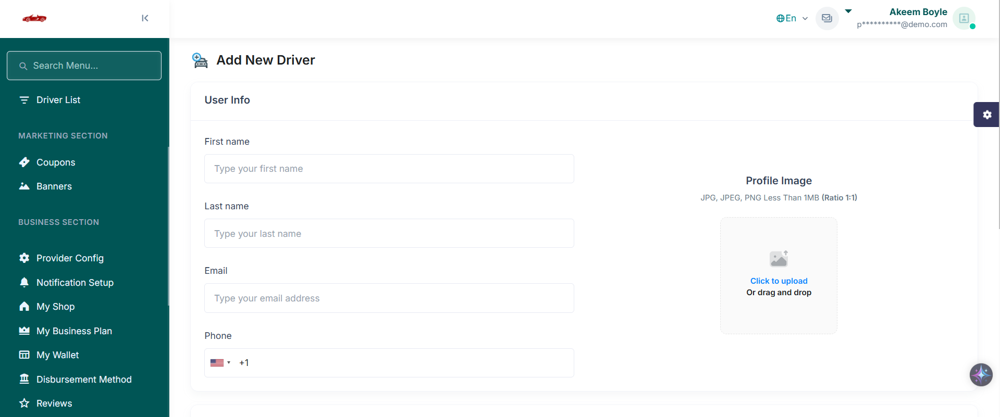 En
Akeem Boyle
p**********@demo.com
Search Menu...
Driver List
MARKETING SECTION
Coupons
Banners
BUSINESS SECTION
Provider Config
Notification Setup
My Shop
My Business Plan
My Wallet
Disbursement Method
Reviews
Add New Driver
User Info
First name
Type your first name
Last name
Type your last name
Email
Type your email address
Phone
+1
Profile Image
JPG, JPEG, PNG Less Than 1MB (Ratio 1:1)
Click to upload
Or drag and drop